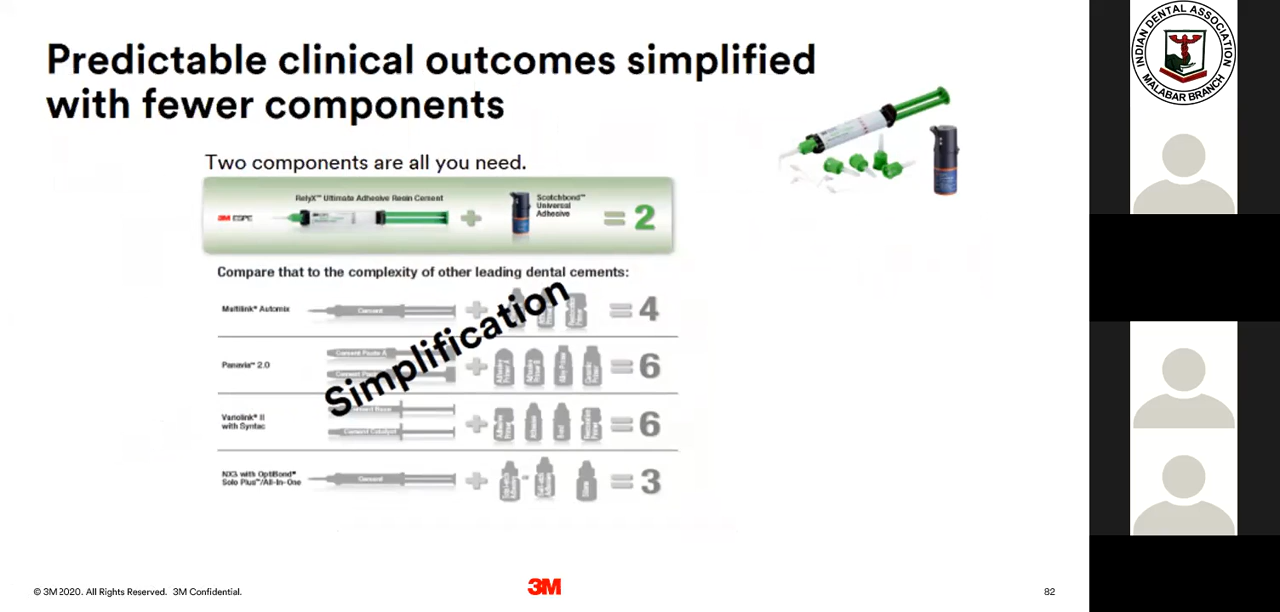 Predictable clinical outcomes simplified
with fewer components
Two components are all you need.
RelyX™ Ultimate Adhesive Resin Cement
Scotchbond™
Universal
Adhesive
3M ESPE
+
= 2
Compare that to the complexity of other leading dental cements:
Multilink® Automix
Cement
+
= 4
Panavia™ 2.0
Cement Paste A
+
= 6
Variolink® II
with Syntac
Cement Catalyst
+
= 6
NX3 with OptiBond®
Solo Plus™/All-In-One
Cement
+
= 3
Simplification
© 3M 2020. All Rights Reserved. 3M Confidential.
3M
82
INDIAN DENTAL ASSOCIATION
MALABAR BRANCH